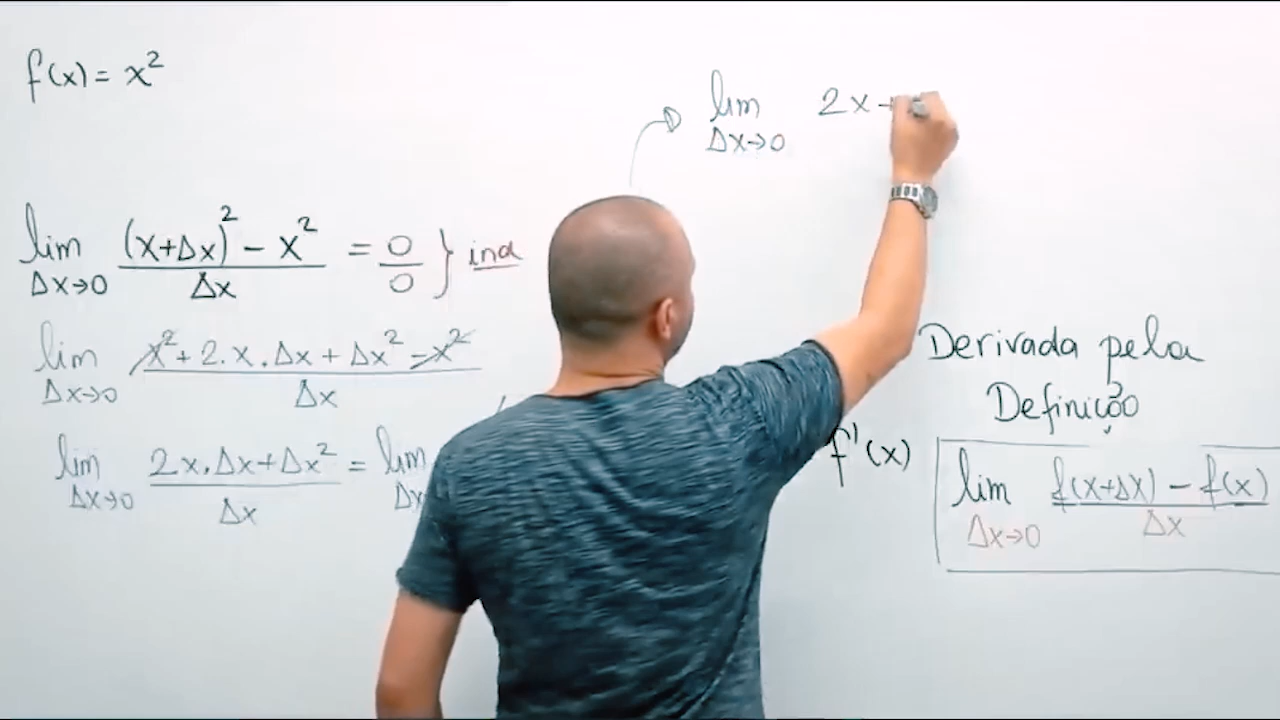 f(x) = x²
lim Δx→0 (x+Δx)² − x² / Δx = 0/0 } ind
lim Δx→0 x² + 2.x.Δx + Δx² − x² / Δx
lim Δx→0 2x.Δx + Δx² / Δx = lim Δx
lim Δx→0 2x
Derivada pela
Definição
f'(x) lim Δx→0 f(x+Δx) − f(x) / Δx